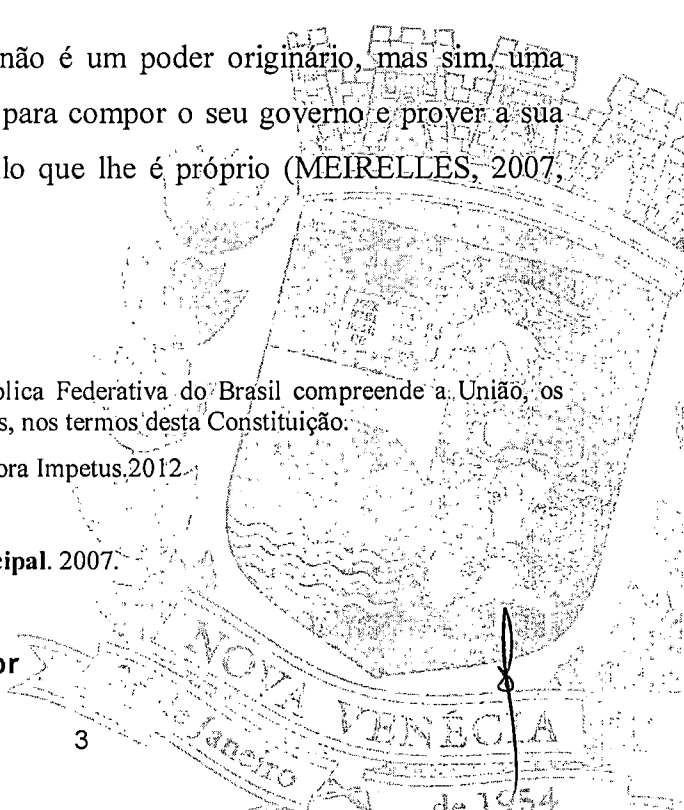 não é um poder originário, mas sim, uma
para compor o seu governo e prover a sua
lo que lhe é próprio (MEIRELLES, 2007,
blica Federativa do Brasil compreende a União, os
s, nos termos desta Constituição.
ora Impetus.2012.
cipal. 2007.
or
3
NOVA VENÉCIA
de Janeiro
de 1954